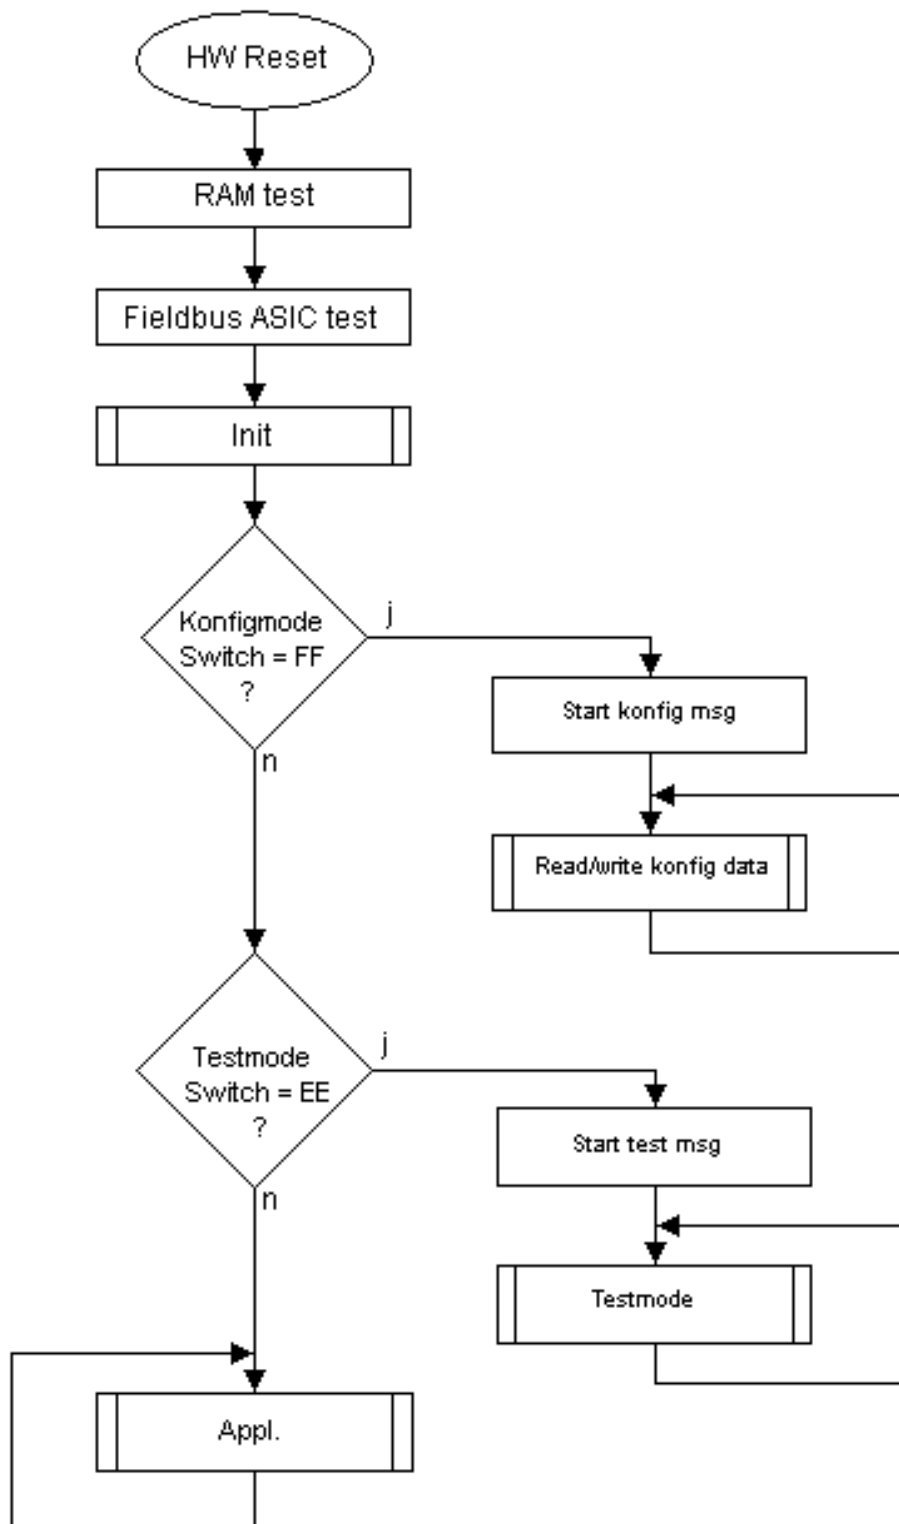 HW Reset
RAM test
Fieldbus ASIC test
Init
Konfigmode
Switch = FF
?
j
n
Start konfig msg
Read/write konfig data
Testmode
Switch = EE
?
j
n
Start test msg
Testmode
Appl.